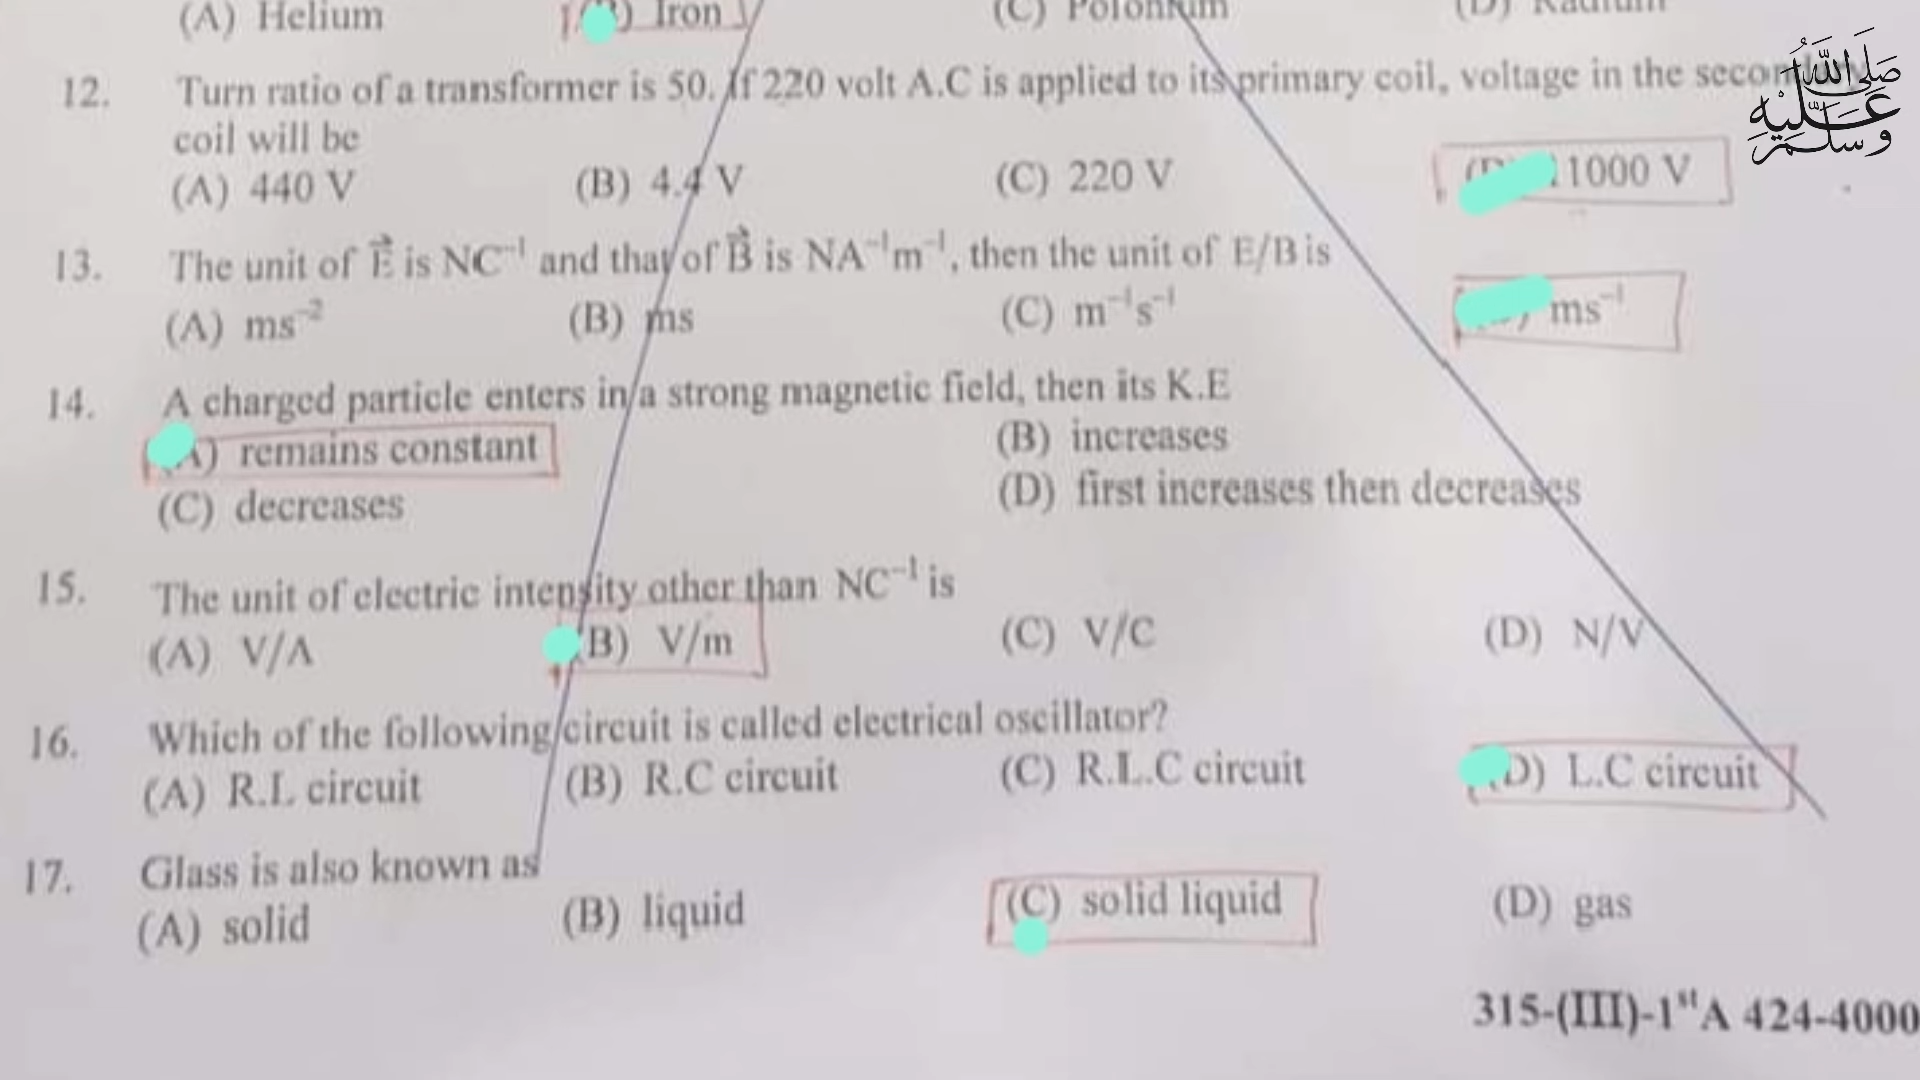 (A) Helium ) Iron (C) Polonium (D) Radium
12. Turn ratio of a transformer is 50. If 220 volt A.C is applied to its primary coil, voltage in the
coil will be
(A) 440 V (B) 4.4 V (C) 220 V 11000 V
13. The unit of E⃗ is NC⁻¹ and that of B⃗ is NA⁻¹m⁻¹, then the unit of E/B is
(A) ms⁻² (B) ms (C) m⁻¹s⁻¹ ms⁻¹
14. A charged particle enters in a strong magnetic field, then its K.E
(A) remains constant (B) increases
(C) decreases (D) first increases then decreases
15. The unit of electric intensity other than NC⁻¹ is
(A) V/A (B) V/m (C) V/C (D) N/V
16. Which of the following circuit is called electrical oscillator?
(A) R.L circuit (B) R.C circuit (C) R.L.C circuit (D) L.C circuit
17. Glass is also known as
(A) solid (B) liquid (C) solid liquid (D) gas
315-(III)-1ˢᵗA 424-4000
صلى الله عليه وسلم